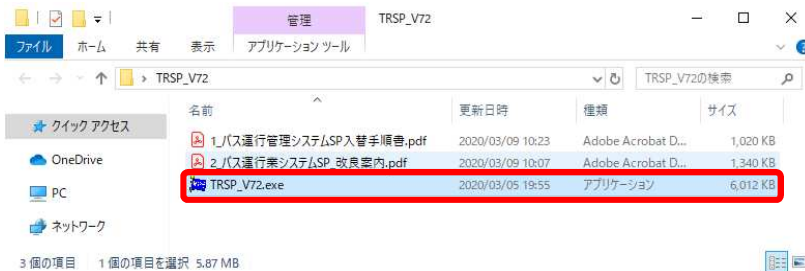 管理 TRSP_V72
ファイル ホーム 共有 表示 アプリケーション ツール
TRSP_V72 TRSP_V72の検索
名前 更新日時 種類 サイズ
クイック アクセス
1_バス運行管理システムSP入替手順書.pdf 2020/03/09 10:23 Adobe Acrobat D... 1,020 KB
OneDrive
2_バス運行業システムSP_改良案内.pdf 2020/03/09 10:07 Adobe Acrobat D... 1,340 KB
PC
TRSP_V72.exe 2020/03/05 19:55 アプリケーション 6,012 KB
ネットワーク
3 個の項目 1 個の項目を選択 5.87 MB